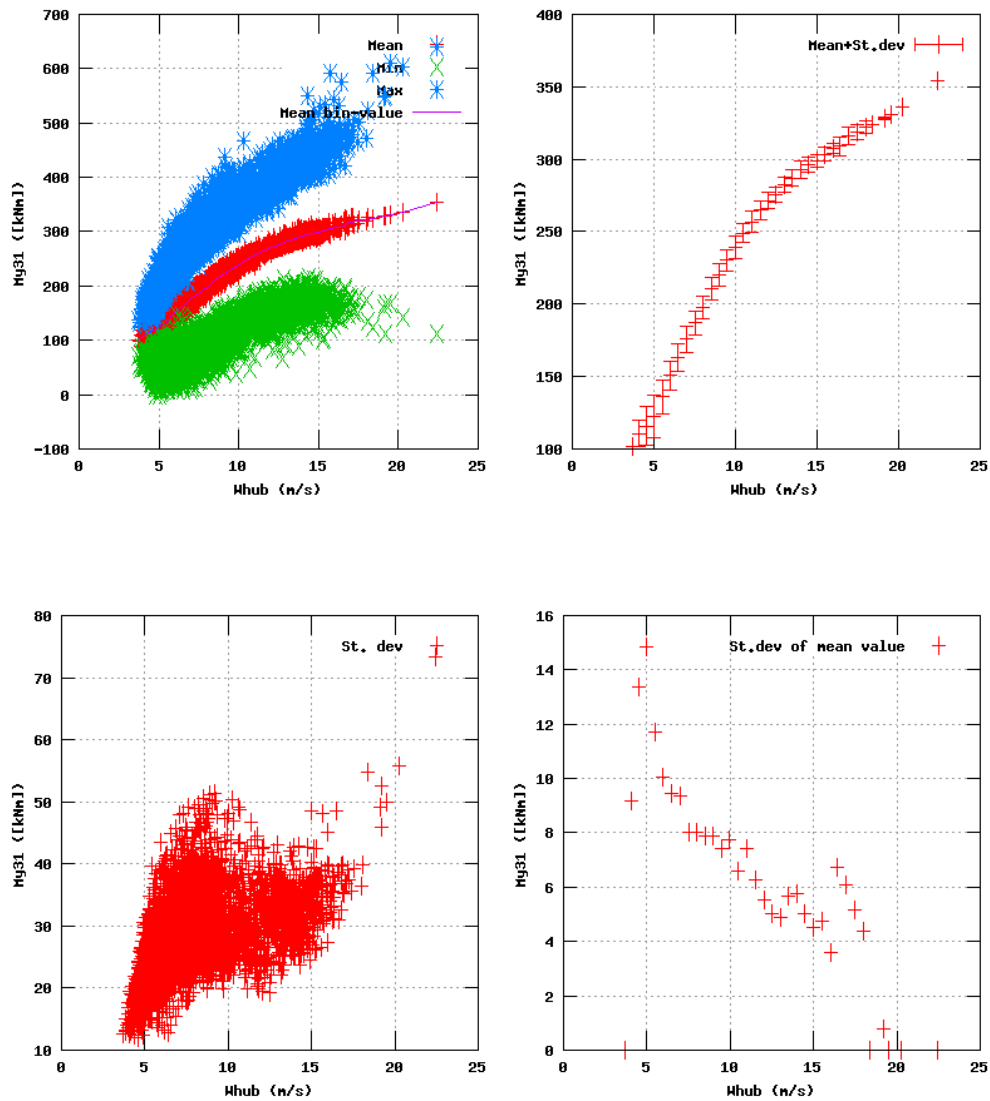 700
600
500
400
300
200
100
0
-100
0 5 10 15 20 25
My31 ([kNm])
Whub (m/s)
Mean
Min
Max
Mean bin-value
400
350
300
250
200
150
100
0 5 10 15 20 25
My31 ([kNm])
Whub (m/s)
Mean+St.dev
80
70
60
50
40
30
20
10
0 5 10 15 20 25
My31 ([kNm])
Whub (m/s)
St. dev
16
14
12
10
8
6
4
2
0
0 5 10 15 20 25
My31 ([kNm])
Whub (m/s)
St.dev of mean value